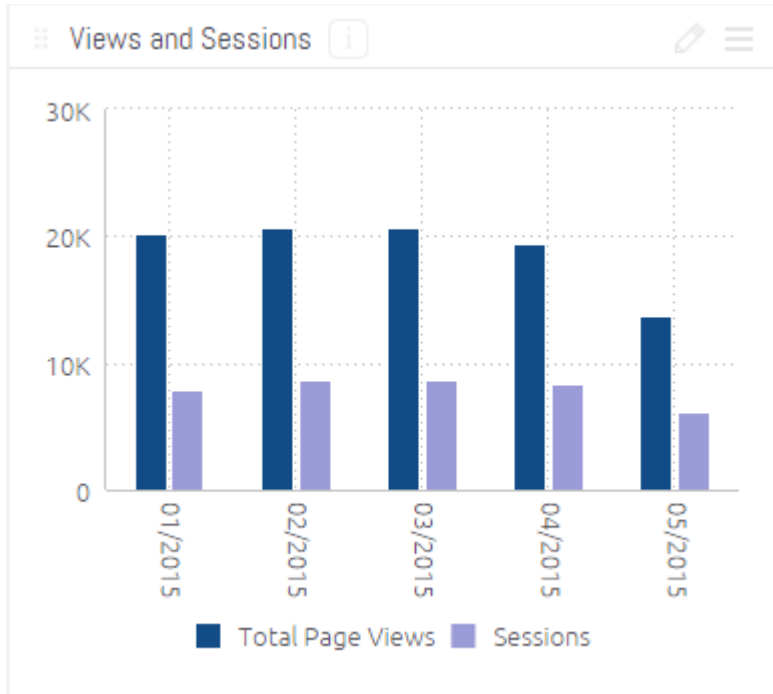 Views and Sessions i
30K
20K
10K
0
01/2015
02/2015
03/2015
04/2015
05/2015
Total Page Views Sessions